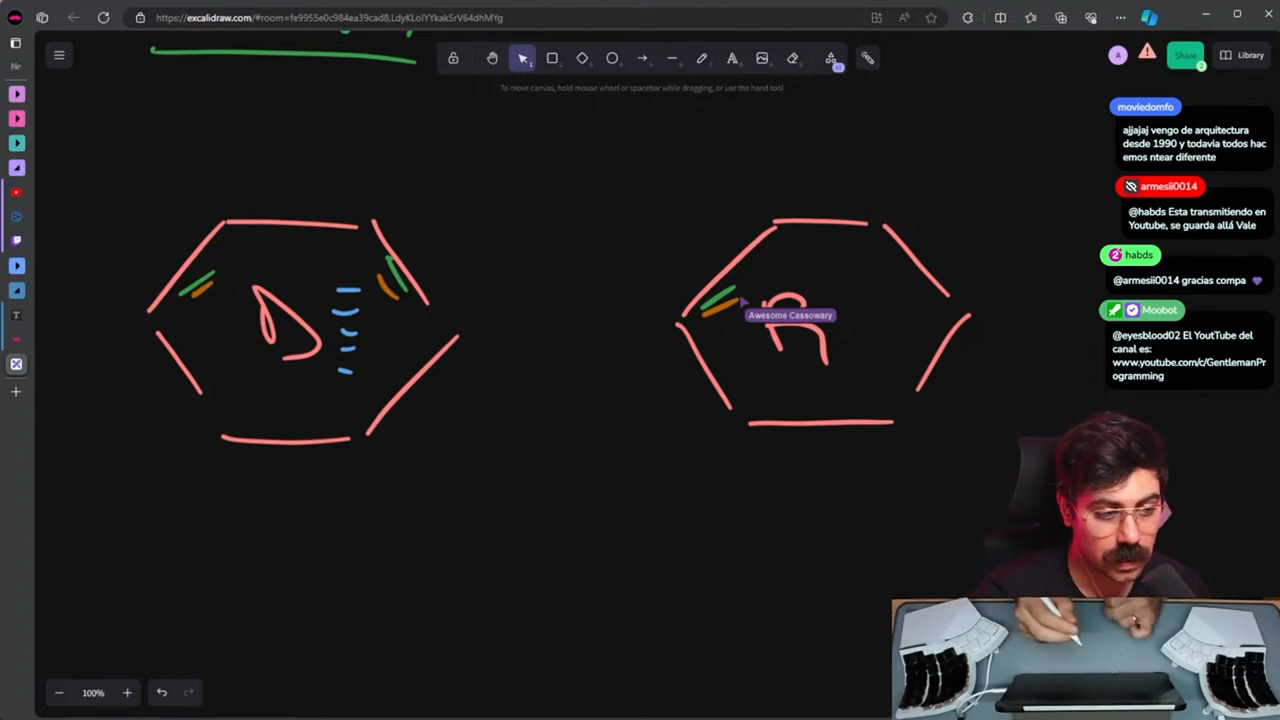 https://excalidraw.com/#room=fe9955e0c984ea39cad8,LdyKLoIYYkak5rV64dhMYg
Share
2
Library
A
To move canvas, hold mouse wheel or spacebar while dragging, or use the hand tool
moviedomfo
ajjajaj vengo de arquitectura
desde 1990 y todavia todos hac
emos ntear diferente
armesii0014
@habds Esta transmitiendo en
Youtube, se guarda allá Vale
habds
@armesii0014 gracias compa
Moobot
@eyesblood02 El YoutTube del
canal es:
www.youtube.com/c/GentlemanPr
ogramming
Awesome Cassowary
D
R
100%